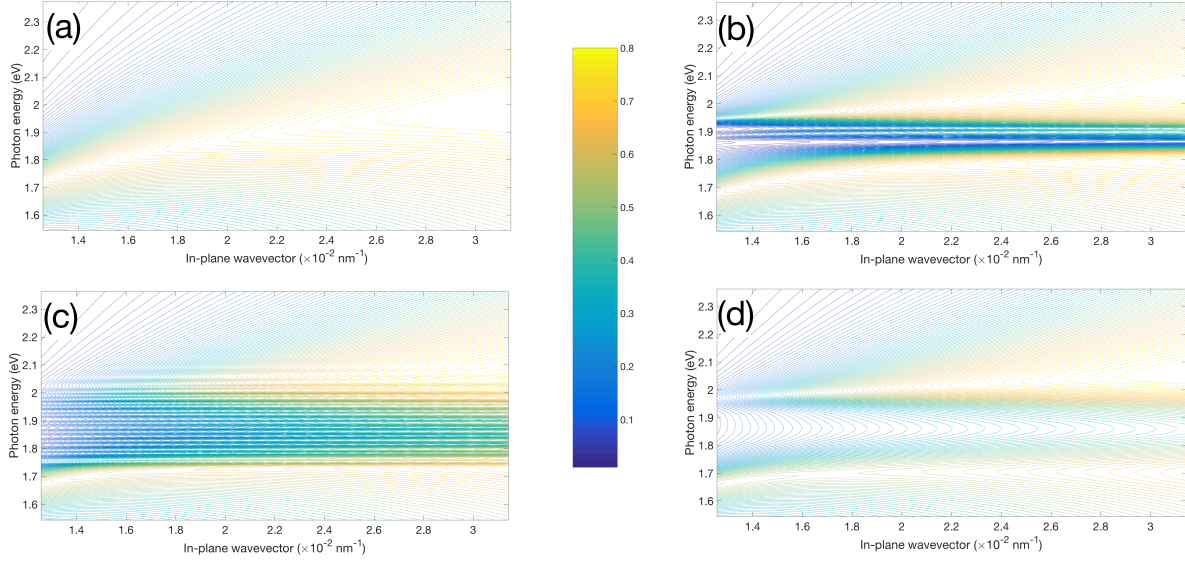 (a)
2.3
2.2
2.1
2
1.9
1.8
1.7
1.6
Photon energy (eV)
1.4 1.6 1.8 2 2.2 2.4 2.6 2.8 3
In-plane wavevector (×10⁻² nm⁻¹)
0.8
0.7
0.6
0.5
0.4
0.3
0.2
0.1
(b)
2.3
2.2
2.1
2
1.9
1.8
1.7
1.6
Photon energy (eV)
1.4 1.6 1.8 2 2.2 2.4 2.6 2.8 3
In-plane wavevector (×10⁻² nm⁻¹)
(c)
2.3
2.2
2.1
2
1.9
1.8
1.7
1.6
Photon energy (eV)
1.4 1.6 1.8 2 2.2 2.4 2.6 2.8 3
In-plane wavevector (×10⁻² nm⁻¹)
(d)
2.3
2.2
2.1
2
1.9
1.8
1.7
1.6
Photon energy (eV)
1.4 1.6 1.8 2 2.2 2.4 2.6 2.8 3
In-plane wavevector (×10⁻² nm⁻¹)